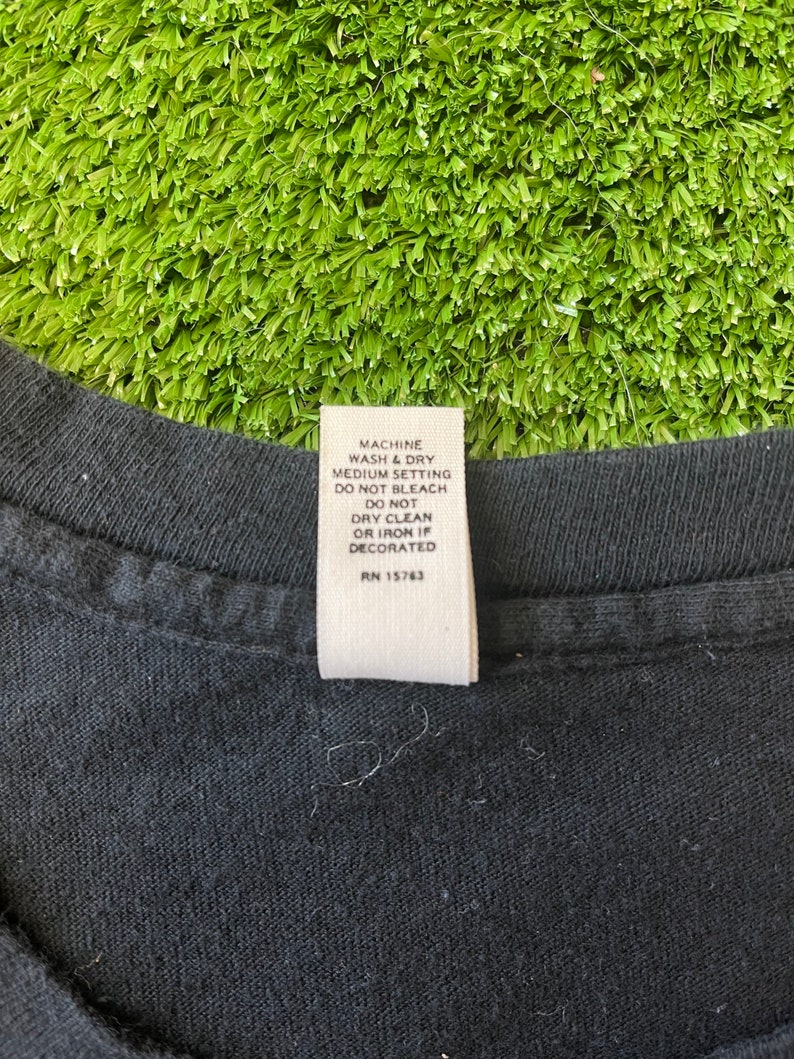 MACHINE
WASH & DRY
MEDIUM SETTING
DO NOT BLEACH
DO NOT
DRY CLEAN
OR IRON IF
DECORATED
RN 15763